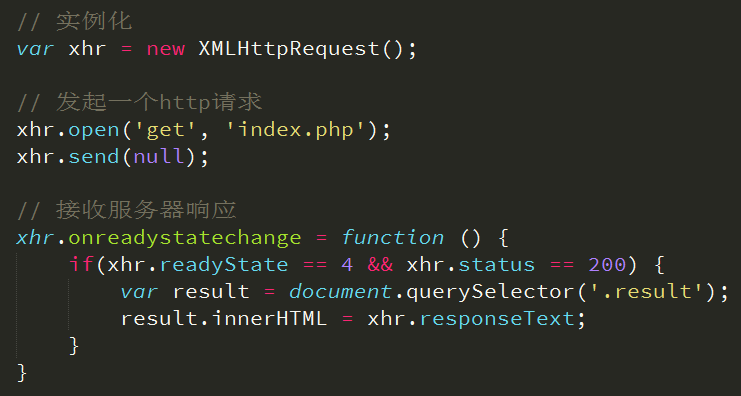 // 实例化
var xhr = new XMLHttpRequest();
// 发起一个http请求
xhr.open('get', 'index.php');
xhr.send(null);
// 接收服务器响应
xhr.onreadystatechange = function () {
    if(xhr.readyState == 4 && xhr.status == 200) {
        var result = document.querySelector('.result');
        result.innerHTML = xhr.responseText;
    }
}